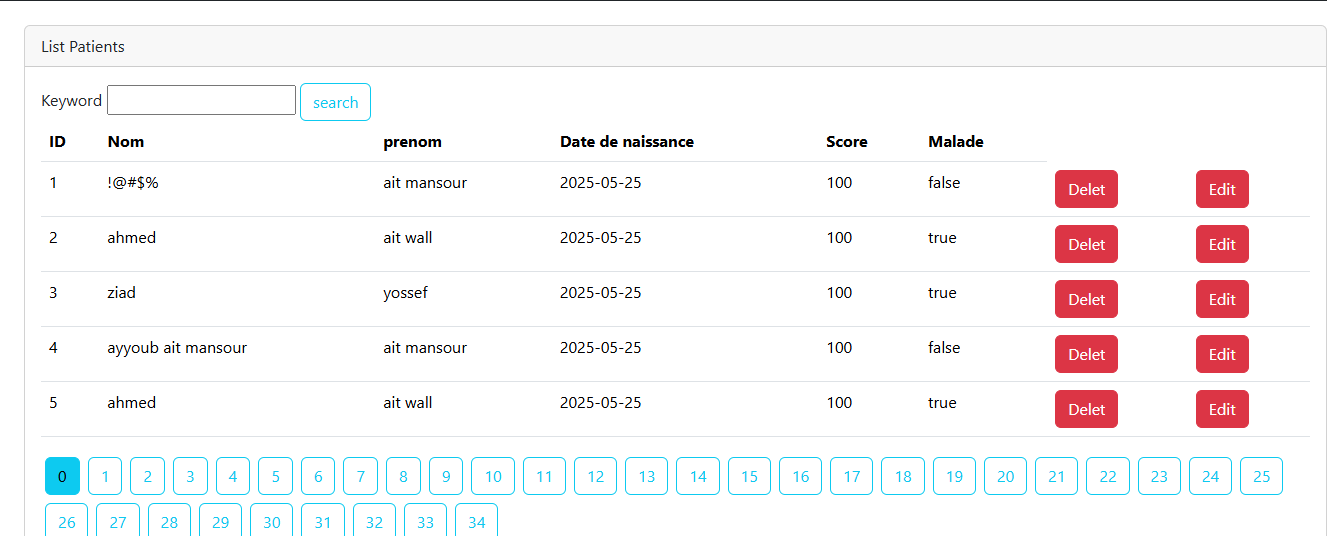 List Patients
Keyword search
ID Nom prenom Date de naissance Score Malade
1 !@#$% ait mansour 2025-05-25 100 false Delet Edit
2 ahmed ait wall 2025-05-25 100 true Delet Edit
3 ziad yossef 2025-05-25 100 true Delet Edit
4 ayyoub ait mansour ait mansour 2025-05-25 100 false Delet Edit
5 ahmed ait wall 2025-05-25 100 true Delet Edit
0 1 2 3 4 5 6 7 8 9 10 11 12 13 14 15 16 17 18 19 20 21 22 23 24 25
26 27 28 29 30 31 32 33 34